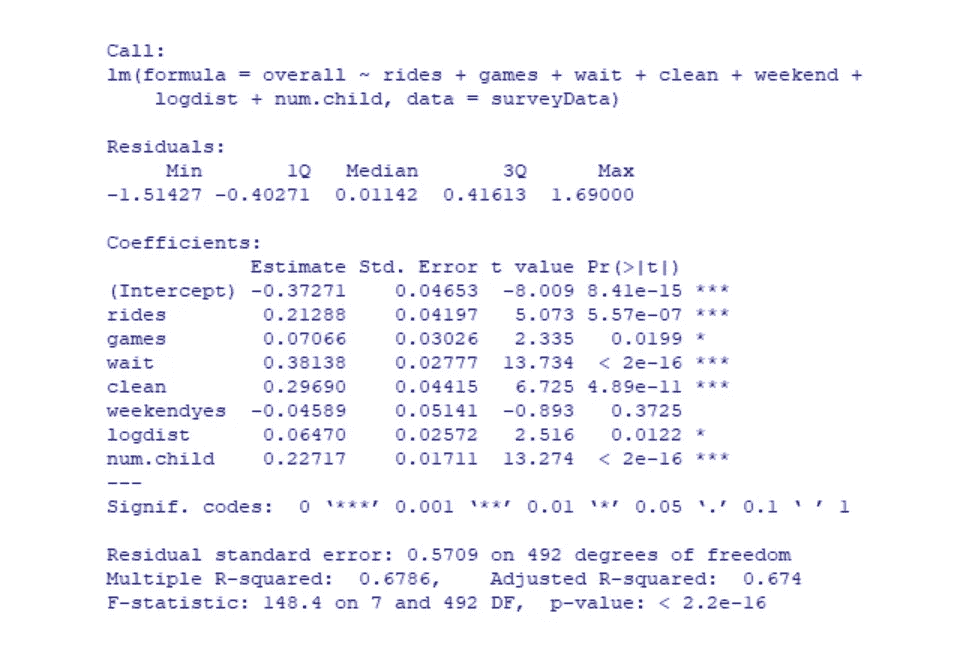 Call:
lm(formula = overall ~ rides + games + wait + clean + weekend +
    logdist + num.child, data = surveyData)
Residuals:
     Min       1Q   Median       3Q      Max
-1.51427 -0.40271  0.01142  0.41613  1.69000
Coefficients:
            Estimate Std. Error t value Pr(>|t|)
(Intercept) -0.37271    0.04653  -8.009 8.41e-15 ***
rides        0.21288    0.04197   5.073 5.57e-07 ***
games        0.07066    0.03026   2.335   0.0199 *
wait         0.38138    0.02777  13.734  < 2e-16 ***
clean        0.29690    0.04415   6.725 4.89e-11 ***
weekendyes  -0.04589    0.05141  -0.893   0.3725
logdist      0.06470    0.02572   2.516   0.0122 *
num.child    0.22717    0.01711  13.274  < 2e-16 ***
---
Signif. codes:  0 ‘***’ 0.001 ‘**’ 0.01 ‘*’ 0.05 ‘.’ 0.1 ‘ ’ 1
Residual standard error: 0.5709 on 492 degrees of freedom
Multiple R-squared:  0.6786,    Adjusted R-squared:  0.674
F-statistic: 148.4 on 7 and 492 DF,  p-value: < 2.2e-16